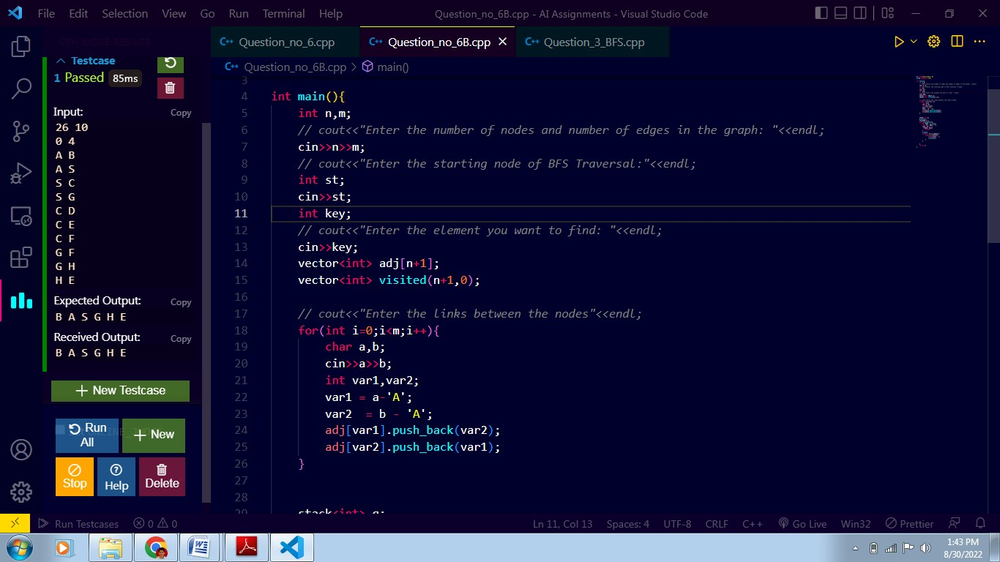 File Edit Selection View Go Run Terminal Help Question_no_6B.cpp - AI Assignments - Visual Studio Code
Testcase
1 Passed 85ms
Input: Copy
26 10
0 4
A B
A S
S C
S G
C D
C E
C F
G F
G H
H E
Expected Output: Copy
B A S G H E
Received Output: Copy
B A S G H E
+ New Testcase
Run All
+ New
Stop
Help
Delete
C++ Question_no_6.cpp C++ Question_no_6B.cpp C++ Question_3_BFS.cpp
C++ Question_no_6B.cpp > main()
3
4 int main(){
5 int n,m;
6 // cout<<"Enter the number of nodes and number of edges in the graph: "<<endl;
7 cin>>n>>m;
8 // cout<<"Enter the starting node of BFS Traversal:"<<endl;
9 int st;
10 cin>>st;
11 int key;
12 // cout<<"Enter the element you want to find: "<<endl;
13 cin>>key;
14 vector<int> adj[n+1];
15 vector<int> visited(n+1,0);
16
17 // cout<<"Enter the links between the nodes"<<endl;
18 for(int i=0;i<m;i++){
19 char a,b;
20 cin>>a>>b;
21 int var1,var2;
22 var1 = a-'A';
23 var2  = b - 'A';
24 adj[var1].push_back(var2);
25 adj[var2].push_back(var1);
26 }
27
28
29 stack<int> q;
Run Testcases 0 0 Ln 11, Col 13 Spaces: 4 UTF-8 CRLF C++ Go Live Win32 Prettier
1:43 PM
8/30/2022